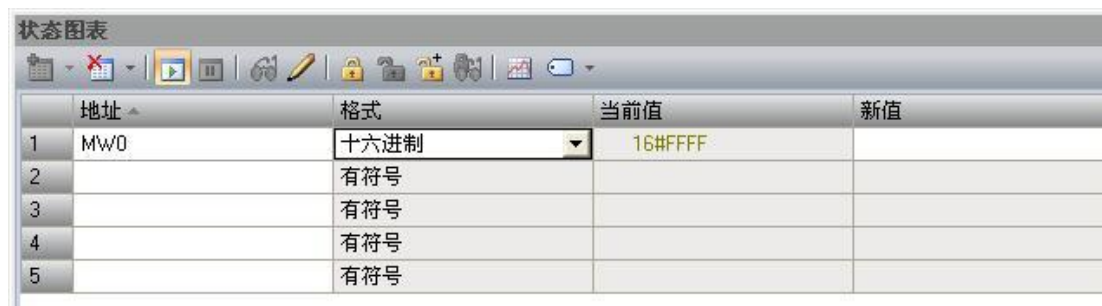 状态图表
地址 格式 当前值 新值
1 MW0 十六进制 16#FFFF
2 有符号
3 有符号
4 有符号
5 有符号